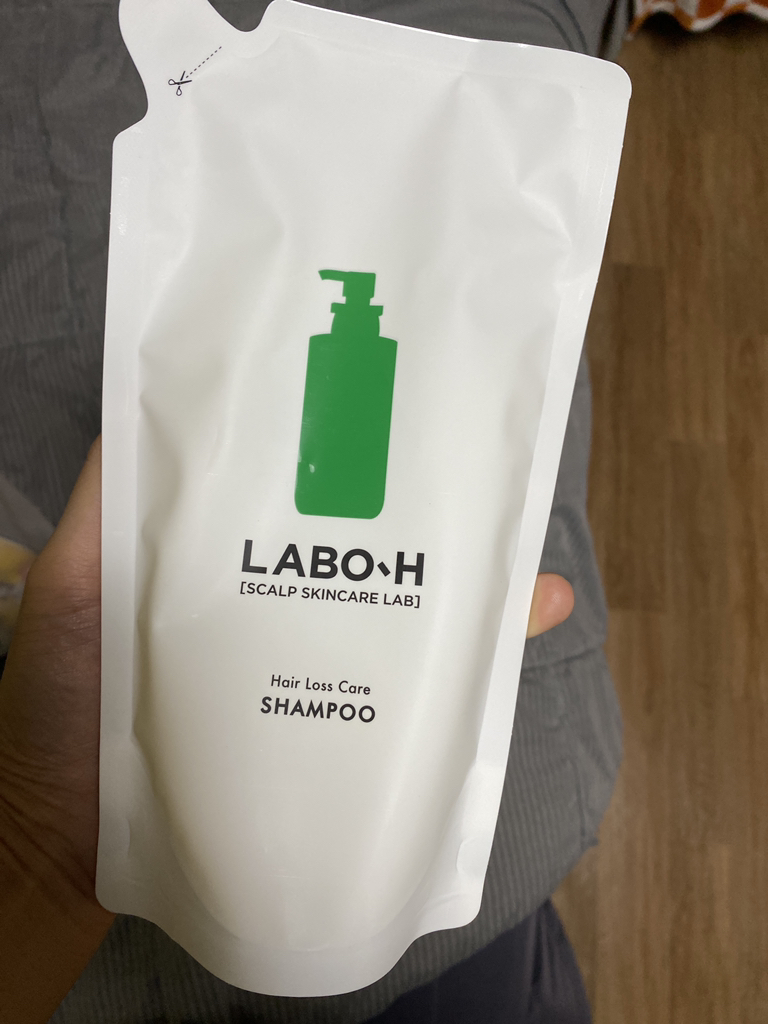 LABO-H
[SCALP SKINCARE LAB]
Hair Loss Care
SHAMPOO